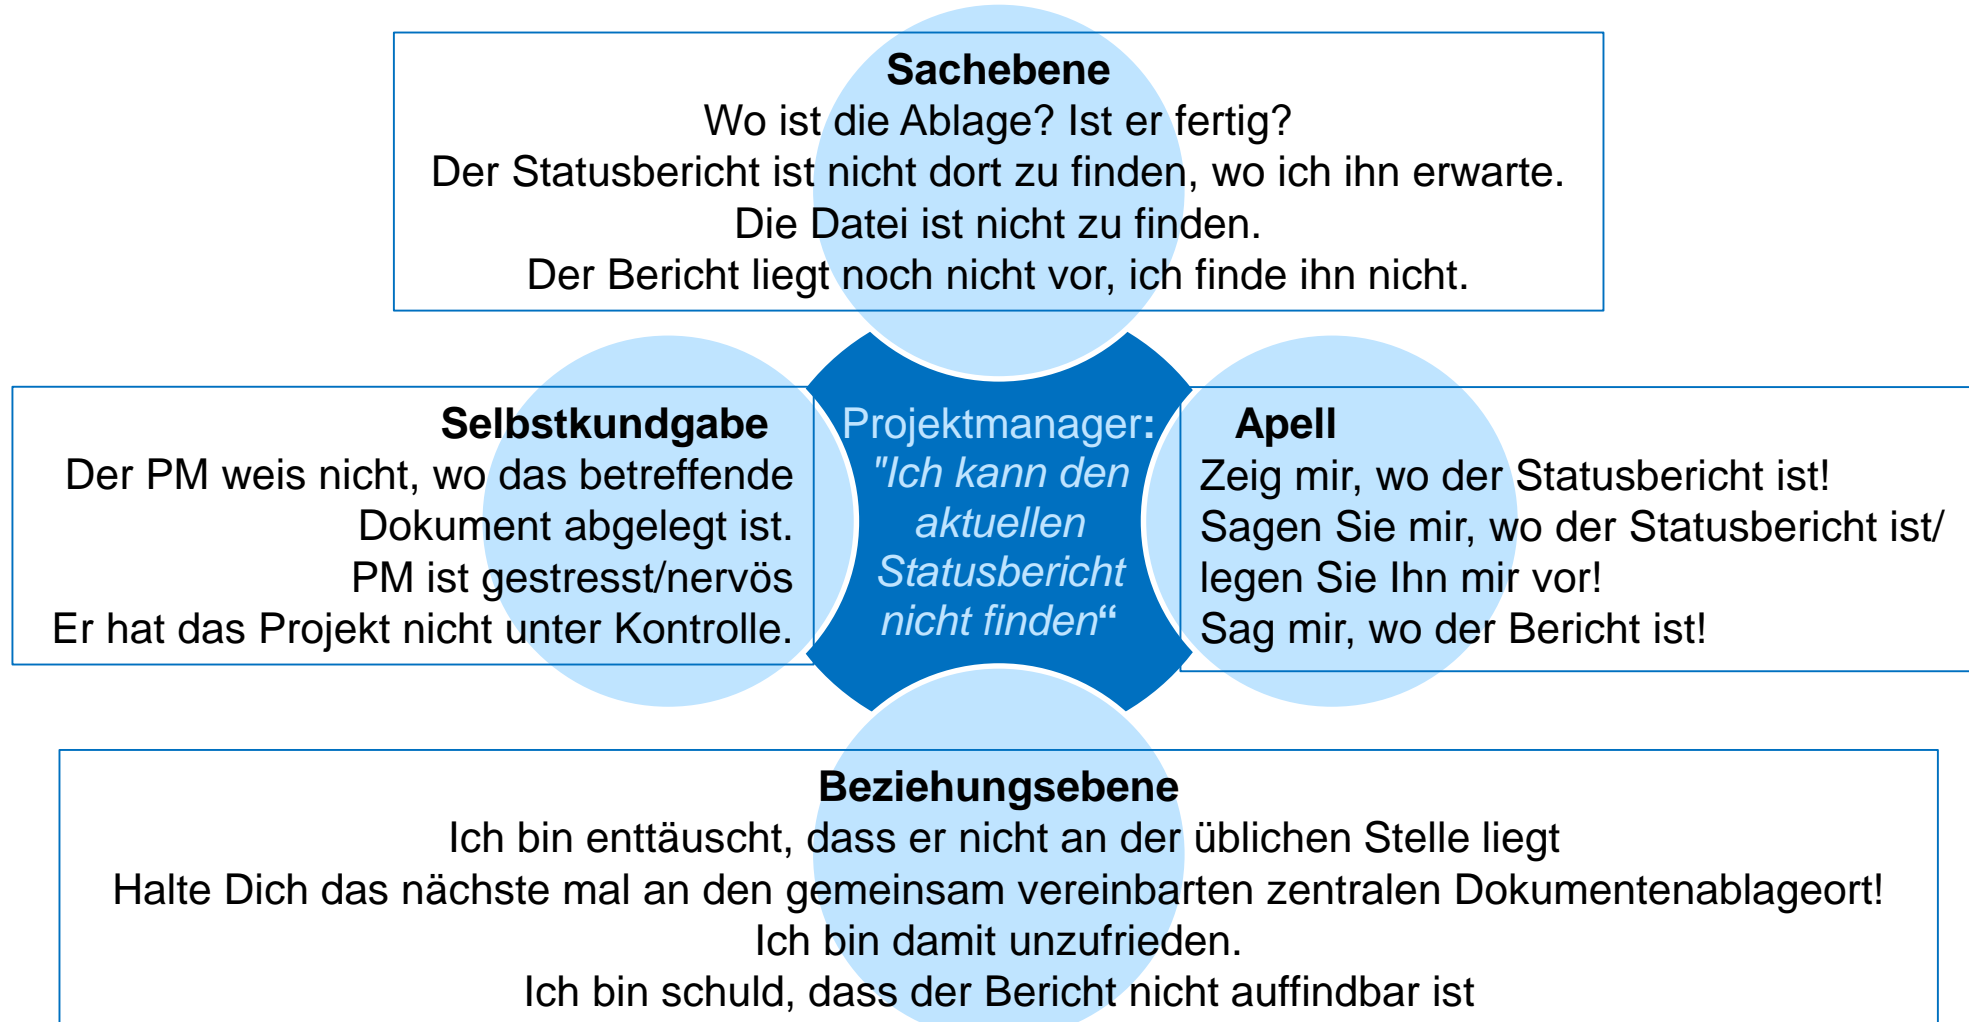 Sachebene
Wo ist die Ablage? Ist er fertig?
Der Statusbericht ist nicht dort zu finden, wo ich ihn erwarte.
Die Datei ist nicht zu finden.
Der Bericht liegt noch nicht vor, ich finde ihn nicht.
Selbstkundgabe
Der PM weis nicht, wo das betreffende
Dokument abgelegt ist.
PM ist gestresst/nervös
Er hat das Projekt nicht unter Kontrolle.
Projektmanager:
"Ich kann den
aktuellen
Statusbericht
nicht finden“
Apell
Zeig mir, wo der Statusbericht ist!
Sagen Sie mir, wo der Statusbericht ist/
legen Sie Ihn mir vor!
Sag mir, wo der Bericht ist!
Beziehungsebene
Ich bin enttäuscht, dass er nicht an der üblichen Stelle liegt
Halte Dich das nächste mal an den gemeinsam vereinbarten zentralen Dokumentenablageort!
Ich bin damit unzufrieden.
Ich bin schuld, dass der Bericht nicht auffindbar ist